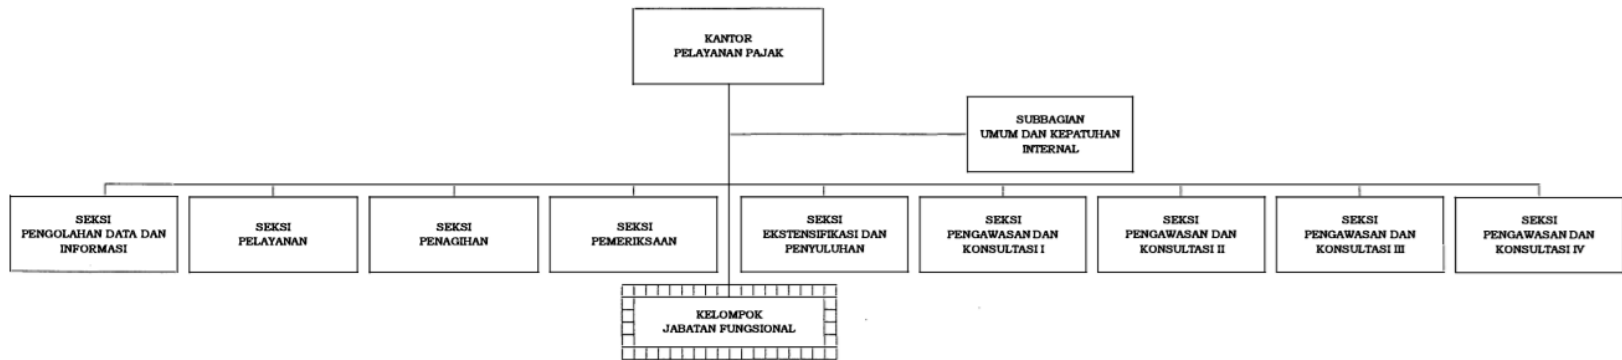 KANTOR
PELAYANAN PAJAK
SUBBAGIAN
UMUM DAN KEPATUHAN
INTERNAL
SEKSI
PENGOLAHAN DATA DAN
INFORMASI
SEKSI
PELAYANAN
SEKSI
PENAGIHAN
SEKSI
PEMERIKSAAN
SEKSI
EKSTENSIFIKASI DAN
PENYULUHAN
SEKSI
PENGAWASAN DAN
KONSULTASI I
SEKSI
PENGAWASAN DAN
KONSULTASI II
SEKSI
PENGAWASAN DAN
KONSULTASI III
SEKSI
PENGAWASAN DAN
KONSULTASI IV
KELOMPOK
JABATAN FUNGSIONAL